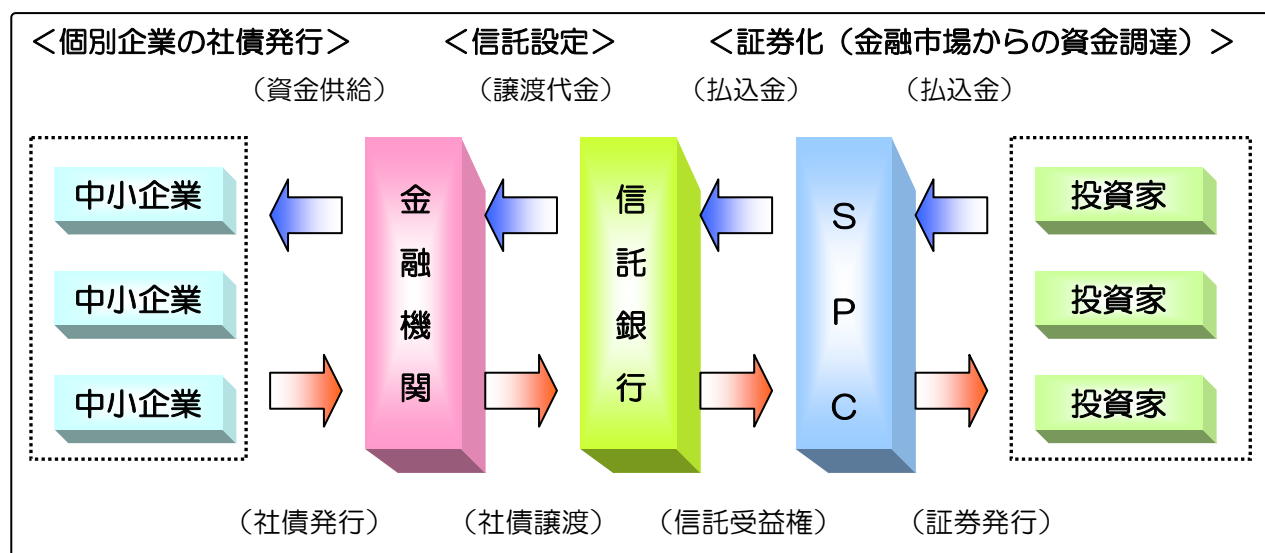 ＜個別企業の社債発行＞ ＜信託設定＞ ＜証券化（金融市場からの資金調達）＞
（資金供給） （譲渡代金） （払込金） （払込金）
中小企業
中小企業
中小企業
金融機関
信託銀行
ＳＰＣ
投資家
投資家
投資家
（社債発行） （社債譲渡） （信託受益権） （証券発行）